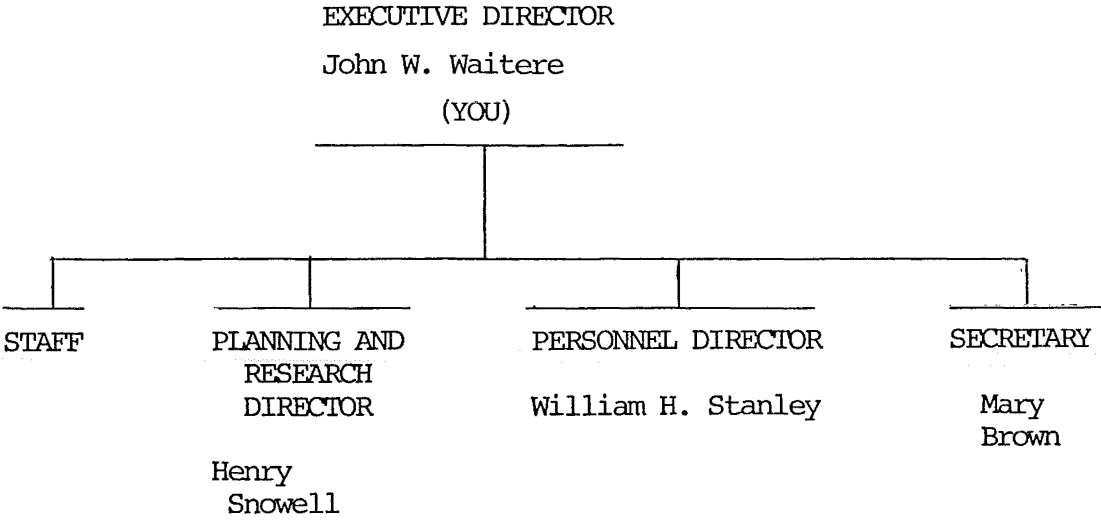 EXECUTIVE DIRECTOR
John W. Waitere
(YOU)
STAFF
PLANNING AND
RESEARCH
DIRECTOR
Henry
Snowell
PERSONNEL DIRECTOR
William H. Stanley
SECRETARY
Mary
Brown